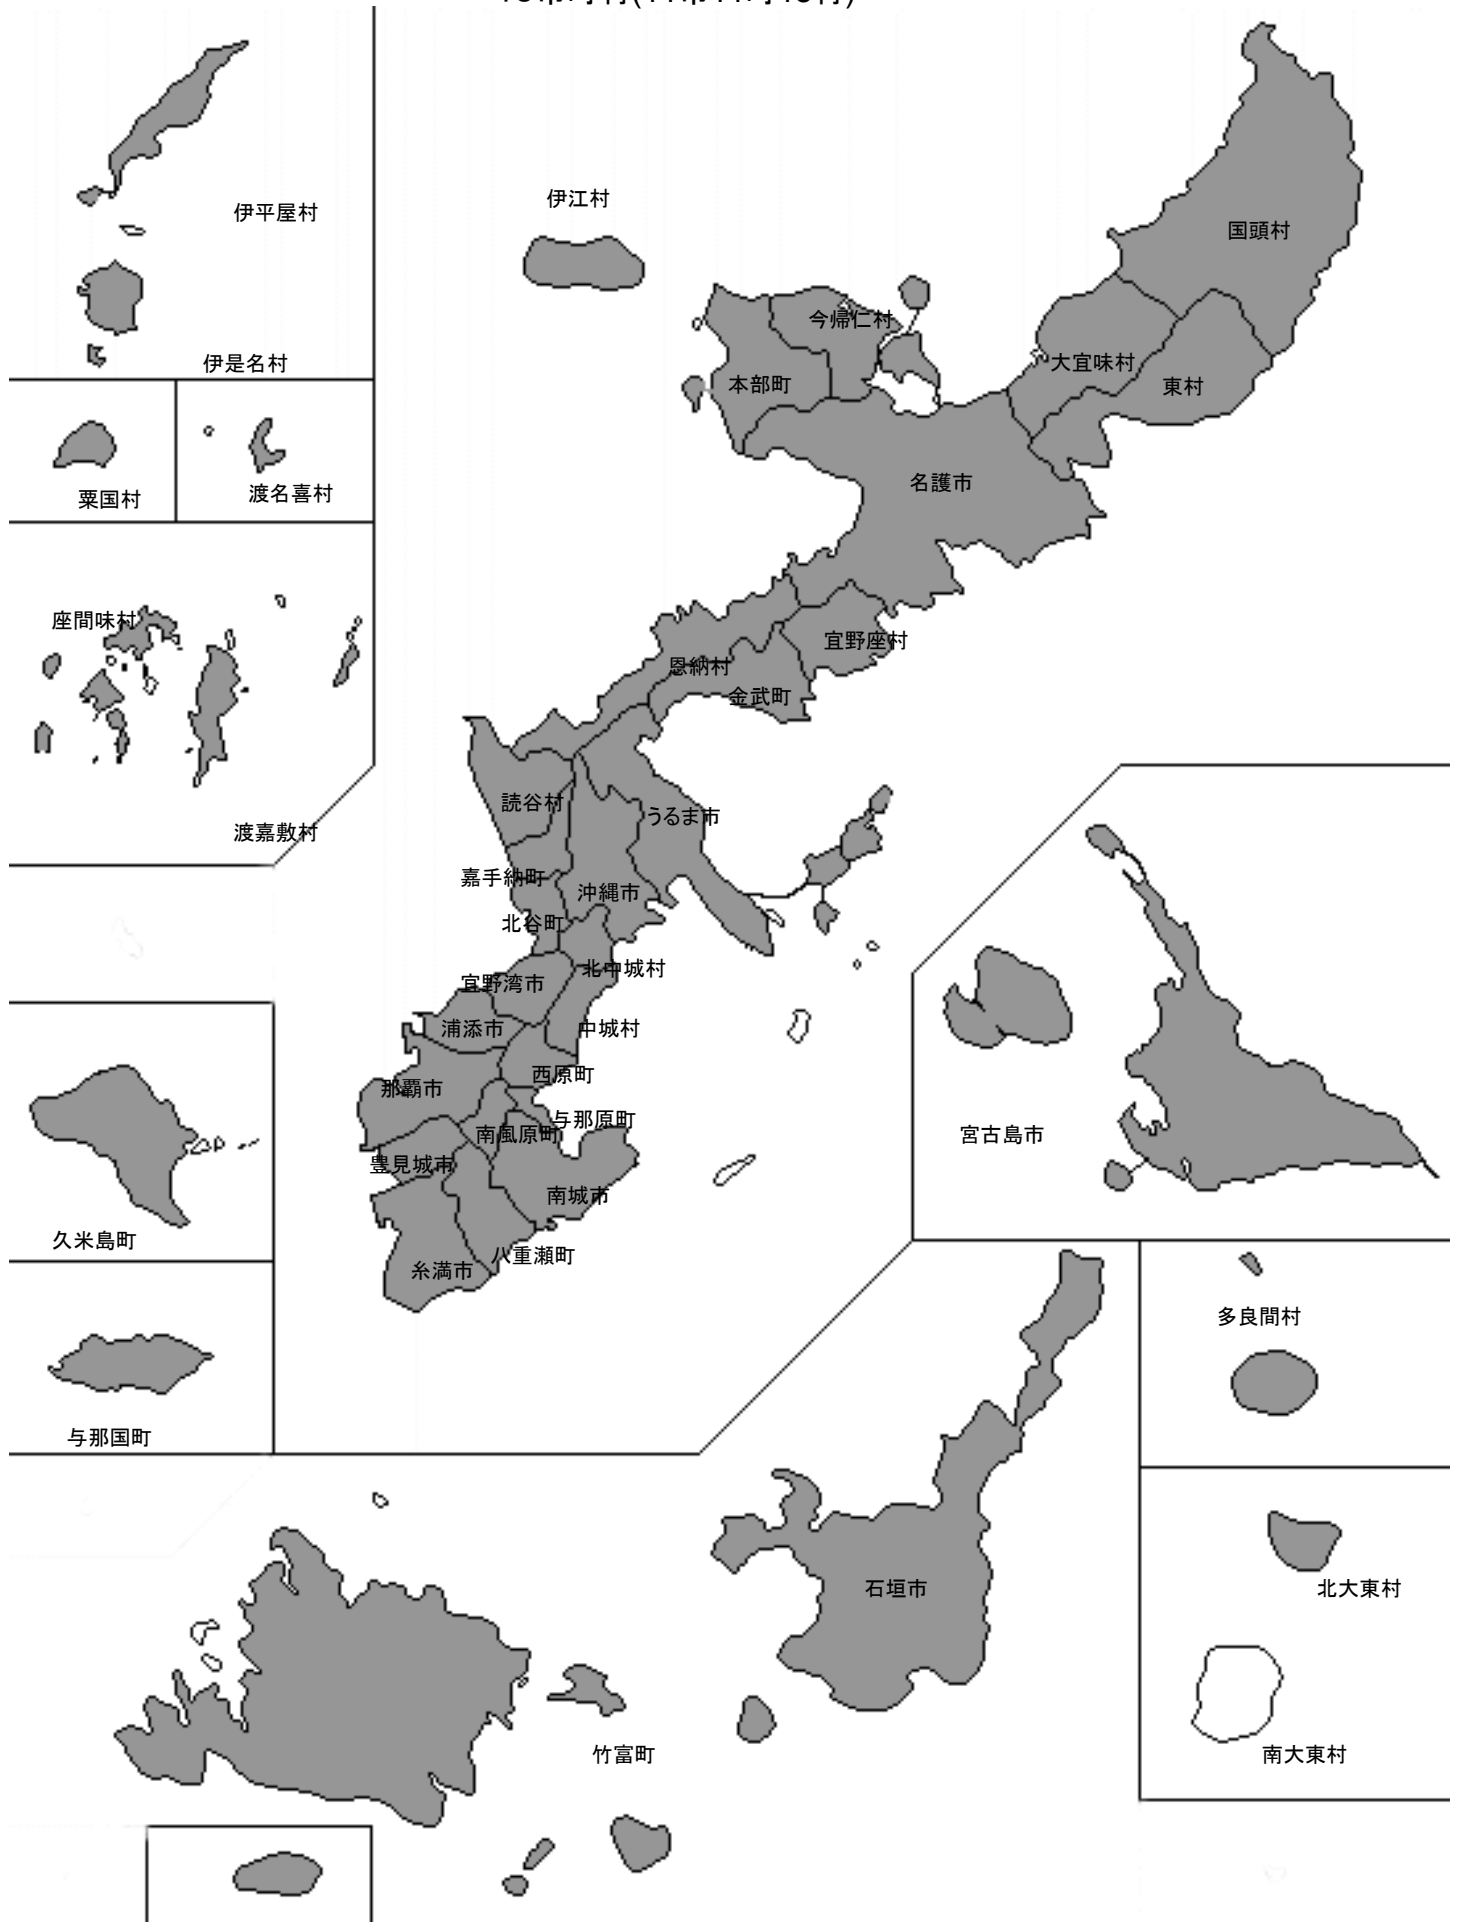 伊江村
伊平屋村
国頭村
今帰仁村
伊是名村
大宜味村
本部町
東村
名護市
粟国村
渡名喜村
座間味村
宜野座村
恩納村
金武町
読谷村
うるま市
渡嘉敷村
嘉手納町
沖縄市
北谷町
北中城村
宜野湾市
浦添市
中城村
西原町
那覇市
与那原町
南風原町
宮古島市
豊見城市
南城市
久米島町
八重瀬町
糸満市
多良間村
与那国町
石垣市
北大東村
竹富町
南大東村